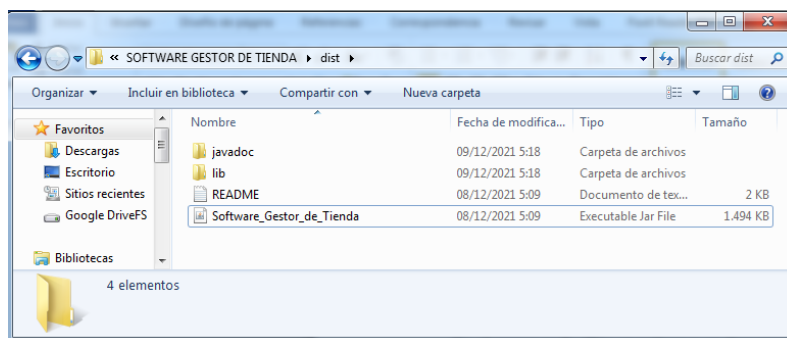 « SOFTWARE GESTOR DE TIENDA ▸ dist ▸ Buscar dist
Organizar Incluir en biblioteca Compartir con Nueva carpeta
Favoritos
Descargas
Escritorio
Sitios recientes
Google DriveFS
Bibliotecas
Nombre Fecha de modifica... Tipo Tamaño
javadoc 09/12/2021 5:18 Carpeta de archivos
lib 09/12/2021 5:18 Carpeta de archivos
README 08/12/2021 5:09 Documento de tex... 2 KB
Software_Gestor_de_Tienda 08/12/2021 5:09 Executable Jar File 1.494 KB
4 elementos